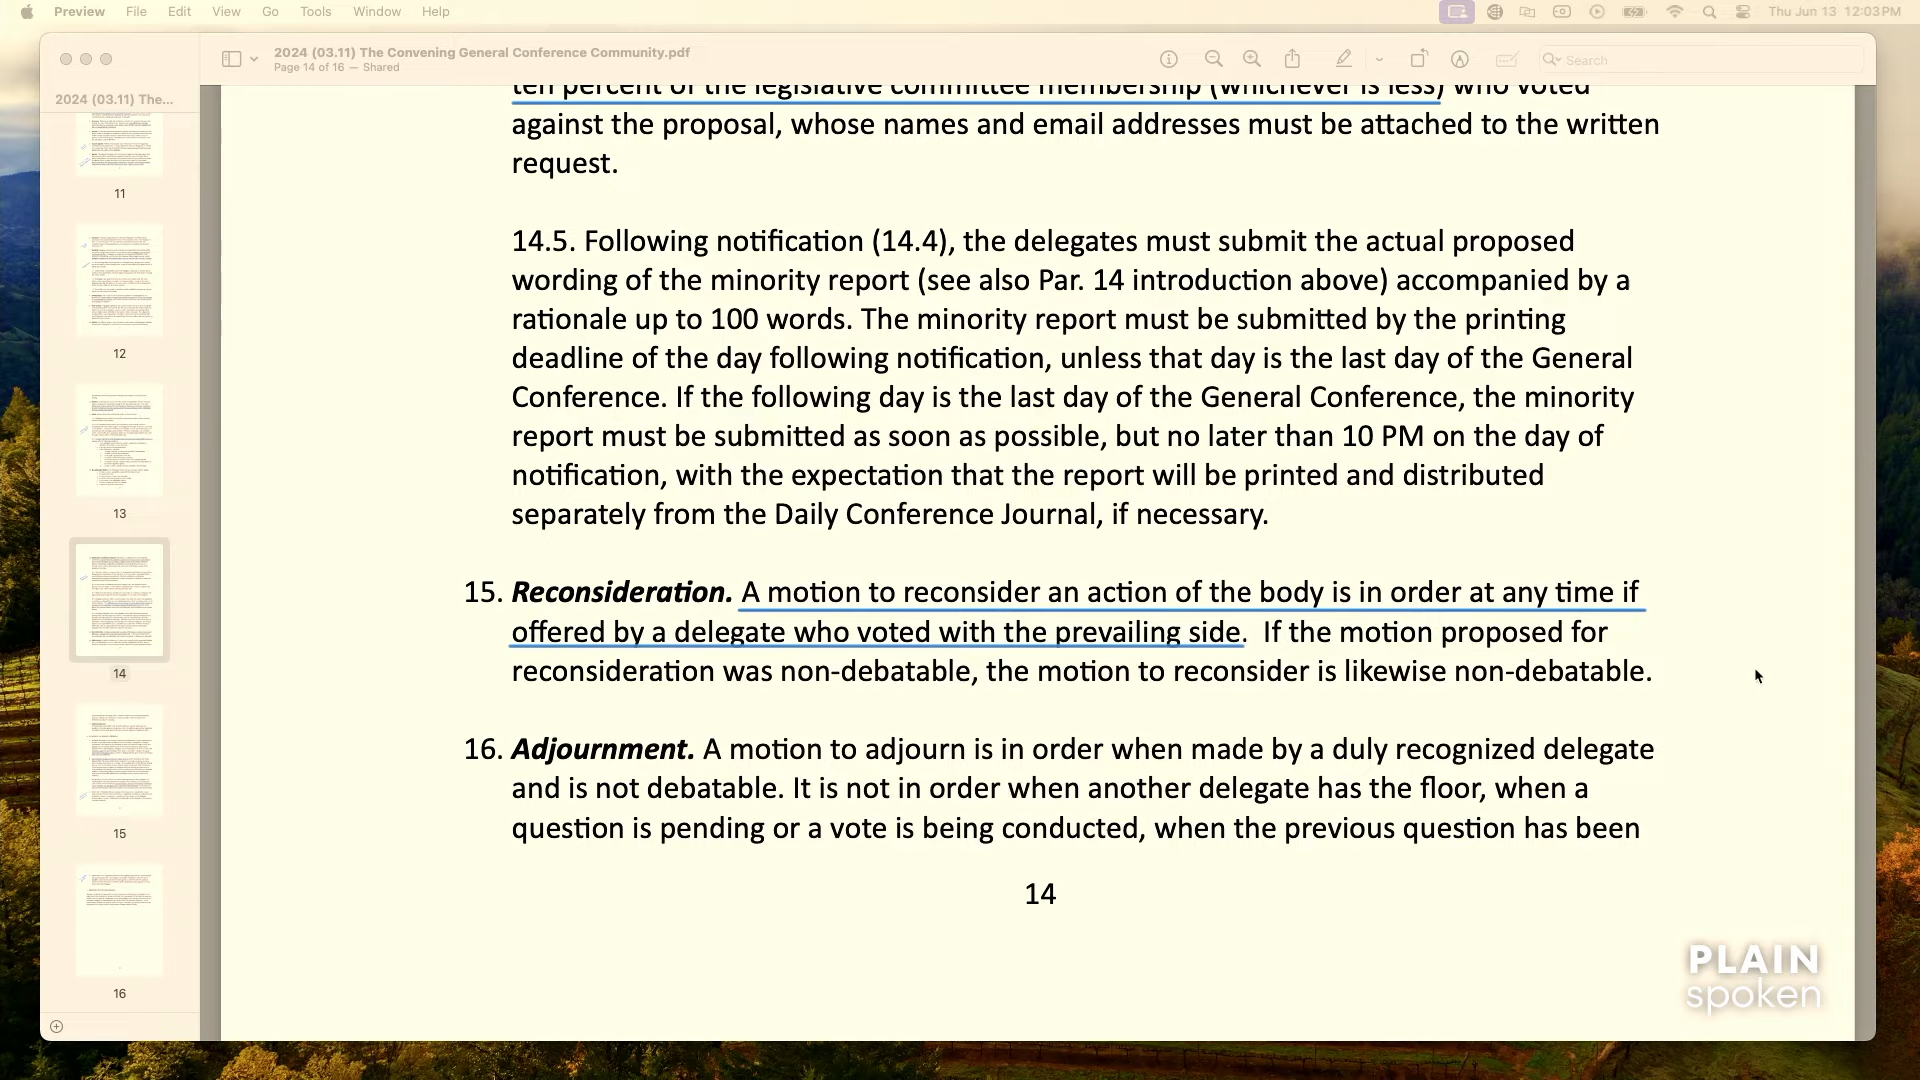 Preview File Edit View Go Tools Window Help Thu Jun 13 12:03 PM
2024 (03.11) The Convening General Conference Community.pdf
Page 14 of 16 — Shared
Search
2024 (03.11) The...
11
12
13
14
15
16
ten percent of the legislative committee membership (whichever is less) who voted
against the proposal, whose names and email addresses must be attached to the written
request.
14.5. Following notification (14.4), the delegates must submit the actual proposed
wording of the minority report (see also Par. 14 introduction above) accompanied by a
rationale up to 100 words. The minority report must be submitted by the printing
deadline of the day following notification, unless that day is the last day of the General
Conference. If the following day is the last day of the General Conference, the minority
report must be submitted as soon as possible, but no later than 10 PM on the day of
notification, with the expectation that the report will be printed and distributed
separately from the Daily Conference Journal, if necessary.
15. Reconsideration. A motion to reconsider an action of the body is in order at any time if
offered by a delegate who voted with the prevailing side. If the motion proposed for
reconsideration was non-debatable, the motion to reconsider is likewise non-debatable.
16. Adjournment. A motion to adjourn is in order when made by a duly recognized delegate
and is not debatable. It is not in order when another delegate has the floor, when a
question is pending or a vote is being conducted, when the previous question has been
14
PLAIN
spoken